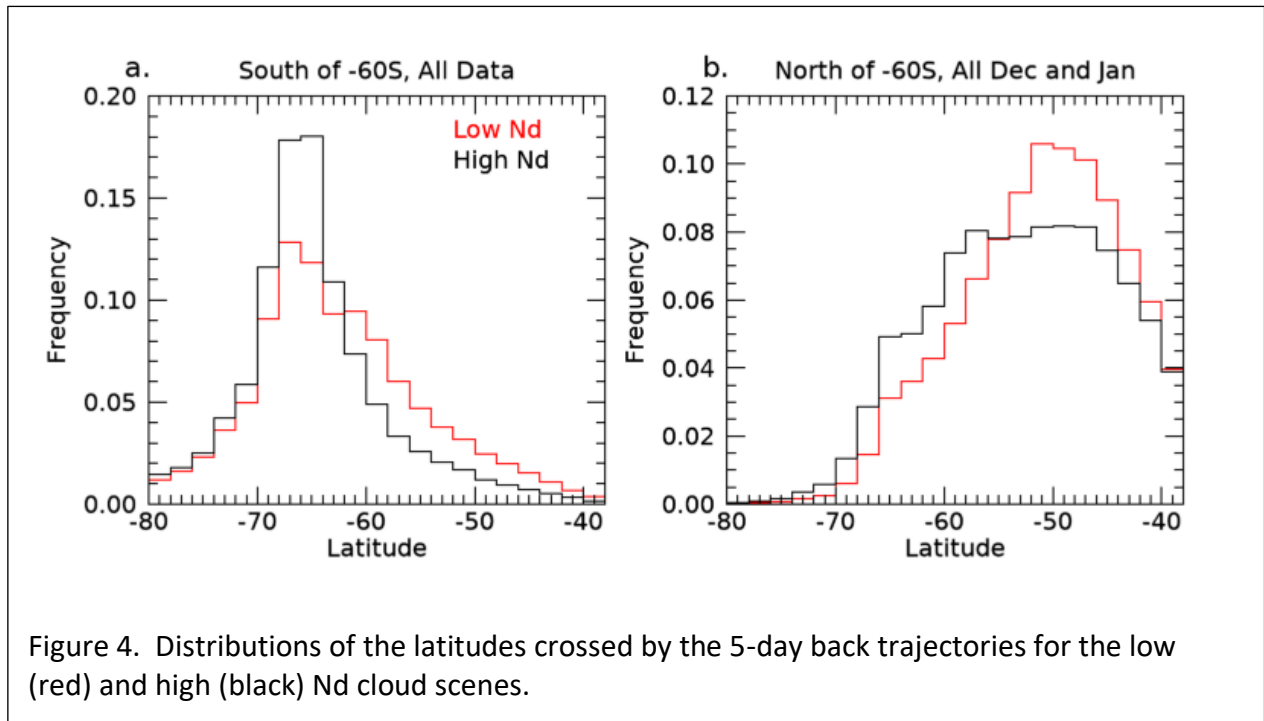 a. South of -60S, All Data
0.20
0.15
0.10
0.05
0.00
Frequency
Low Nd
High Nd
-80 -70 -60 -50 -40
Latitude
b. North of -60S, All Dec and Jan
0.12
0.10
0.08
0.06
0.04
0.02
0.00
Frequency
-80 -70 -60 -50 -40
Latitude
Figure 4. Distributions of the latitudes crossed by the 5-day back trajectories for the low
(red) and high (black) Nd cloud scenes.